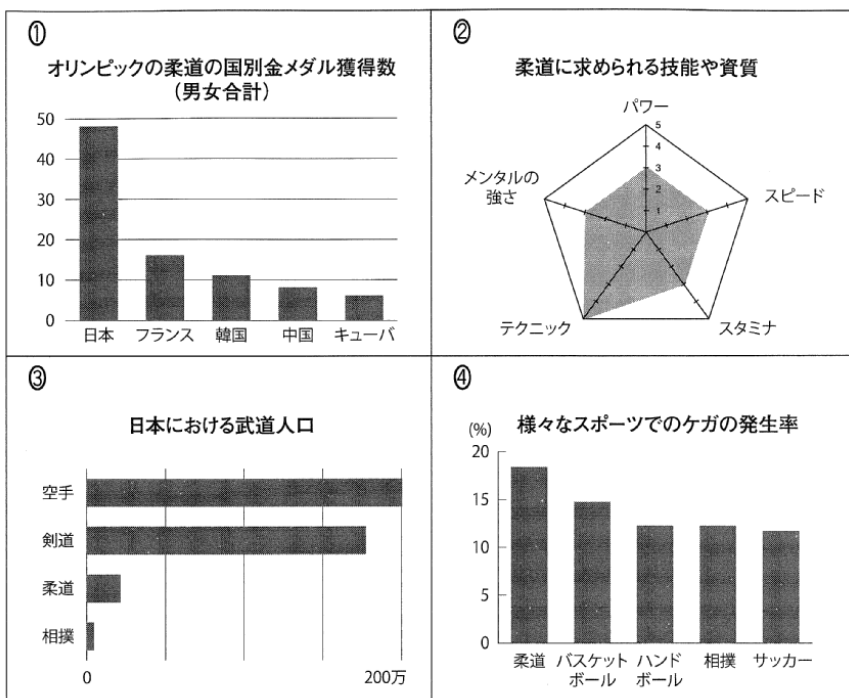 ①
オリンピックの柔道の国別金メダル獲得数
（男女合計）
50
40
30
20
10
0
日本 フランス 韓国 中国 キューバ
②
柔道に求められる技能や資質
パワー
5
4
3
2
1
メンタルの
強さ
スピード
テクニック
スタミナ
③
日本における武道人口
空手
剣道
柔道
相撲
0 200万
④
様々なスポーツでのケガの発生率
(%)
20
15
10
5
0
柔道 バスケット ハンド 相撲 サッカー
ボール ボール